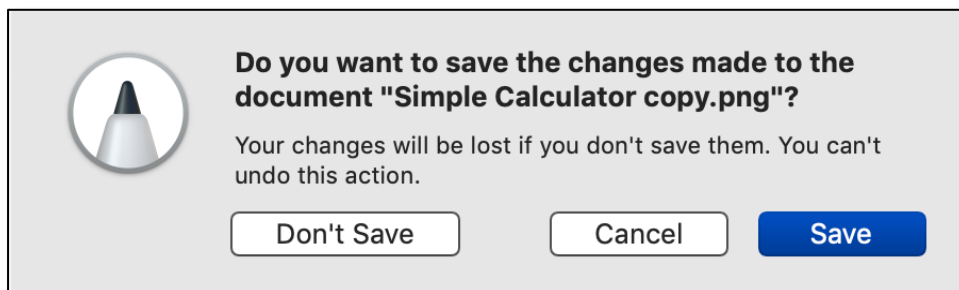 Do you want to save the changes made to the
document "Simple Calculator copy.png"?
Your changes will be lost if you don't save them. You can't
undo this action.
Don't Save
Cancel
Save